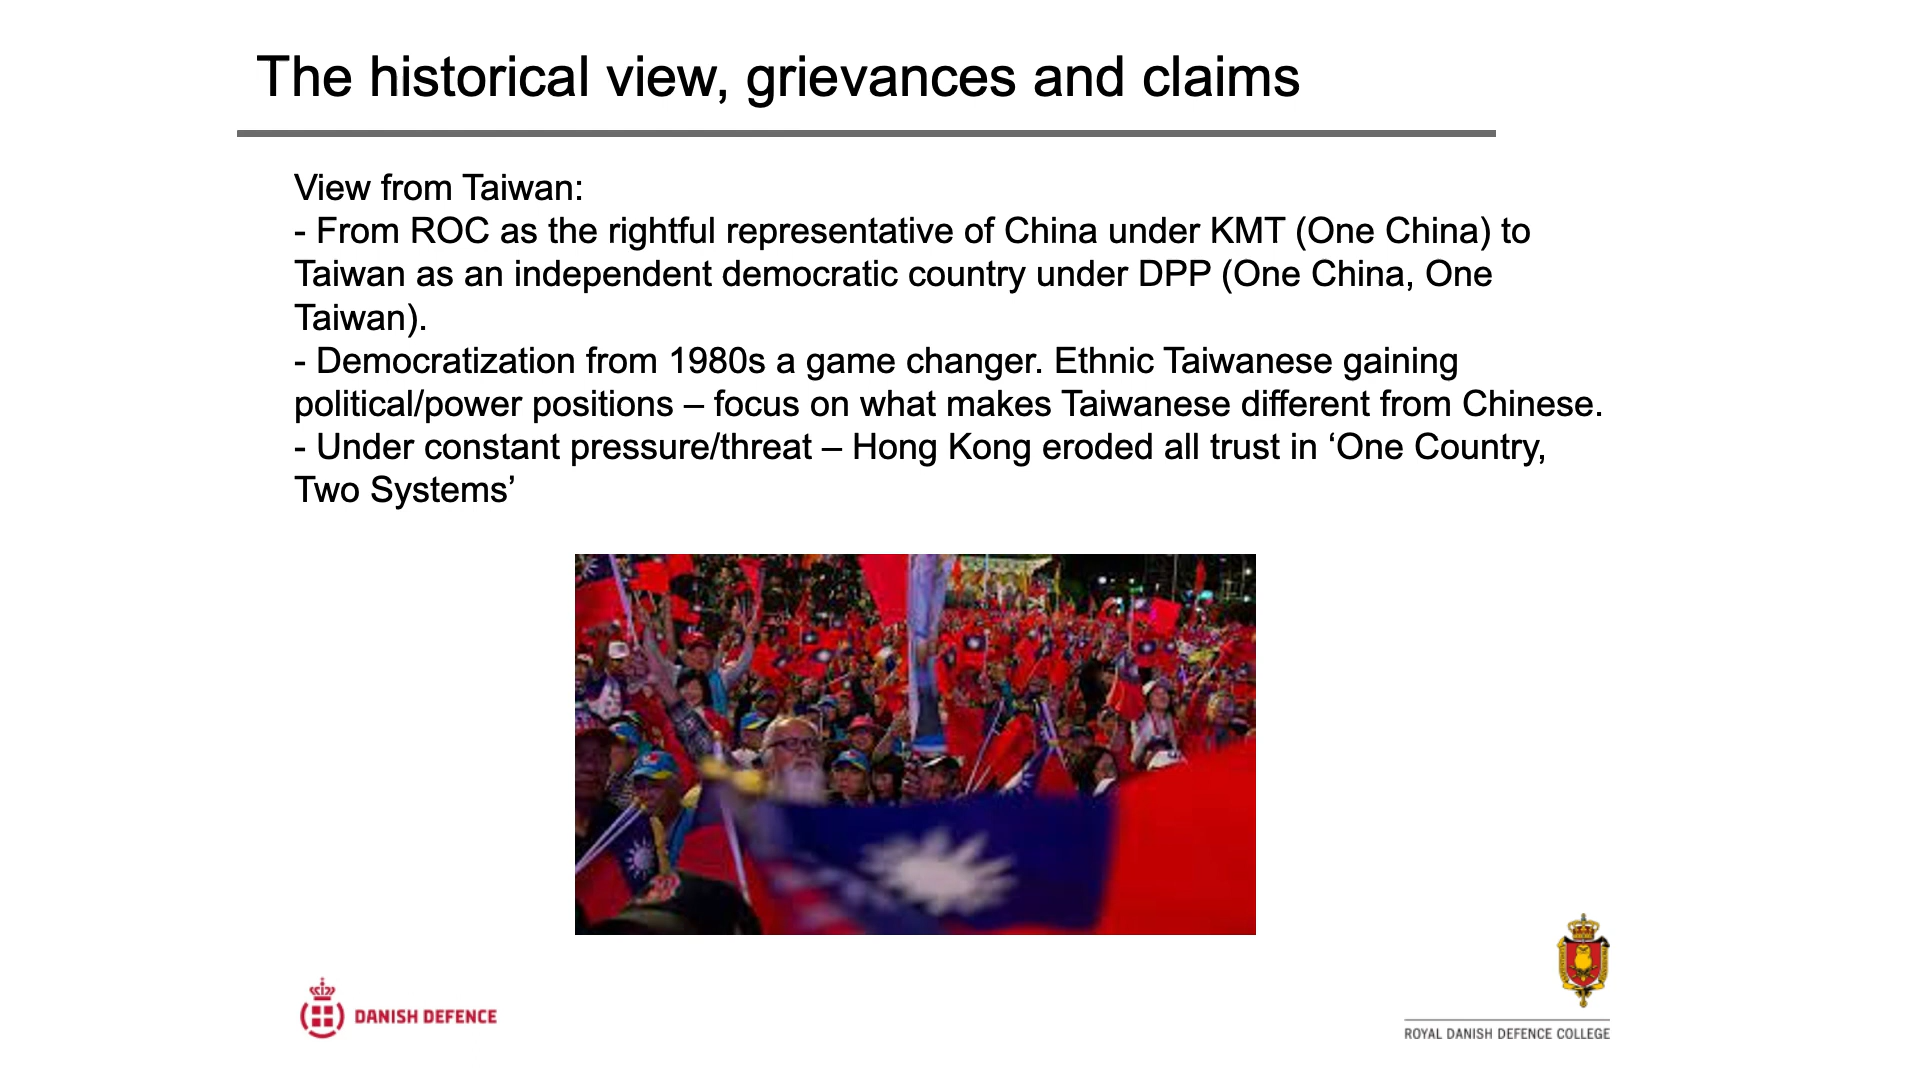 The historical view, grievances and claims
View from Taiwan:
- From ROC as the rightful representative of China under KMT (One China) to
Taiwan as an independent democratic country under DPP (One China, One
Taiwan).
- Democratization from 1980s a game changer. Ethnic Taiwanese gaining
political/power positions – focus on what makes Taiwanese different from Chinese.
- Under constant pressure/threat – Hong Kong eroded all trust in ‘One Country,
Two Systems’
DANISH DEFENCE
ROYAL DANISH DEFENCE COLLEGE